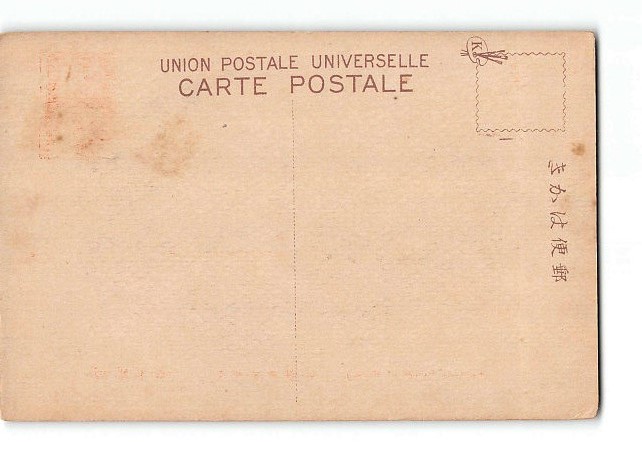 UNION POSTALE UNIVERSELLE
CARTE POSTALE
K
きかは便郵